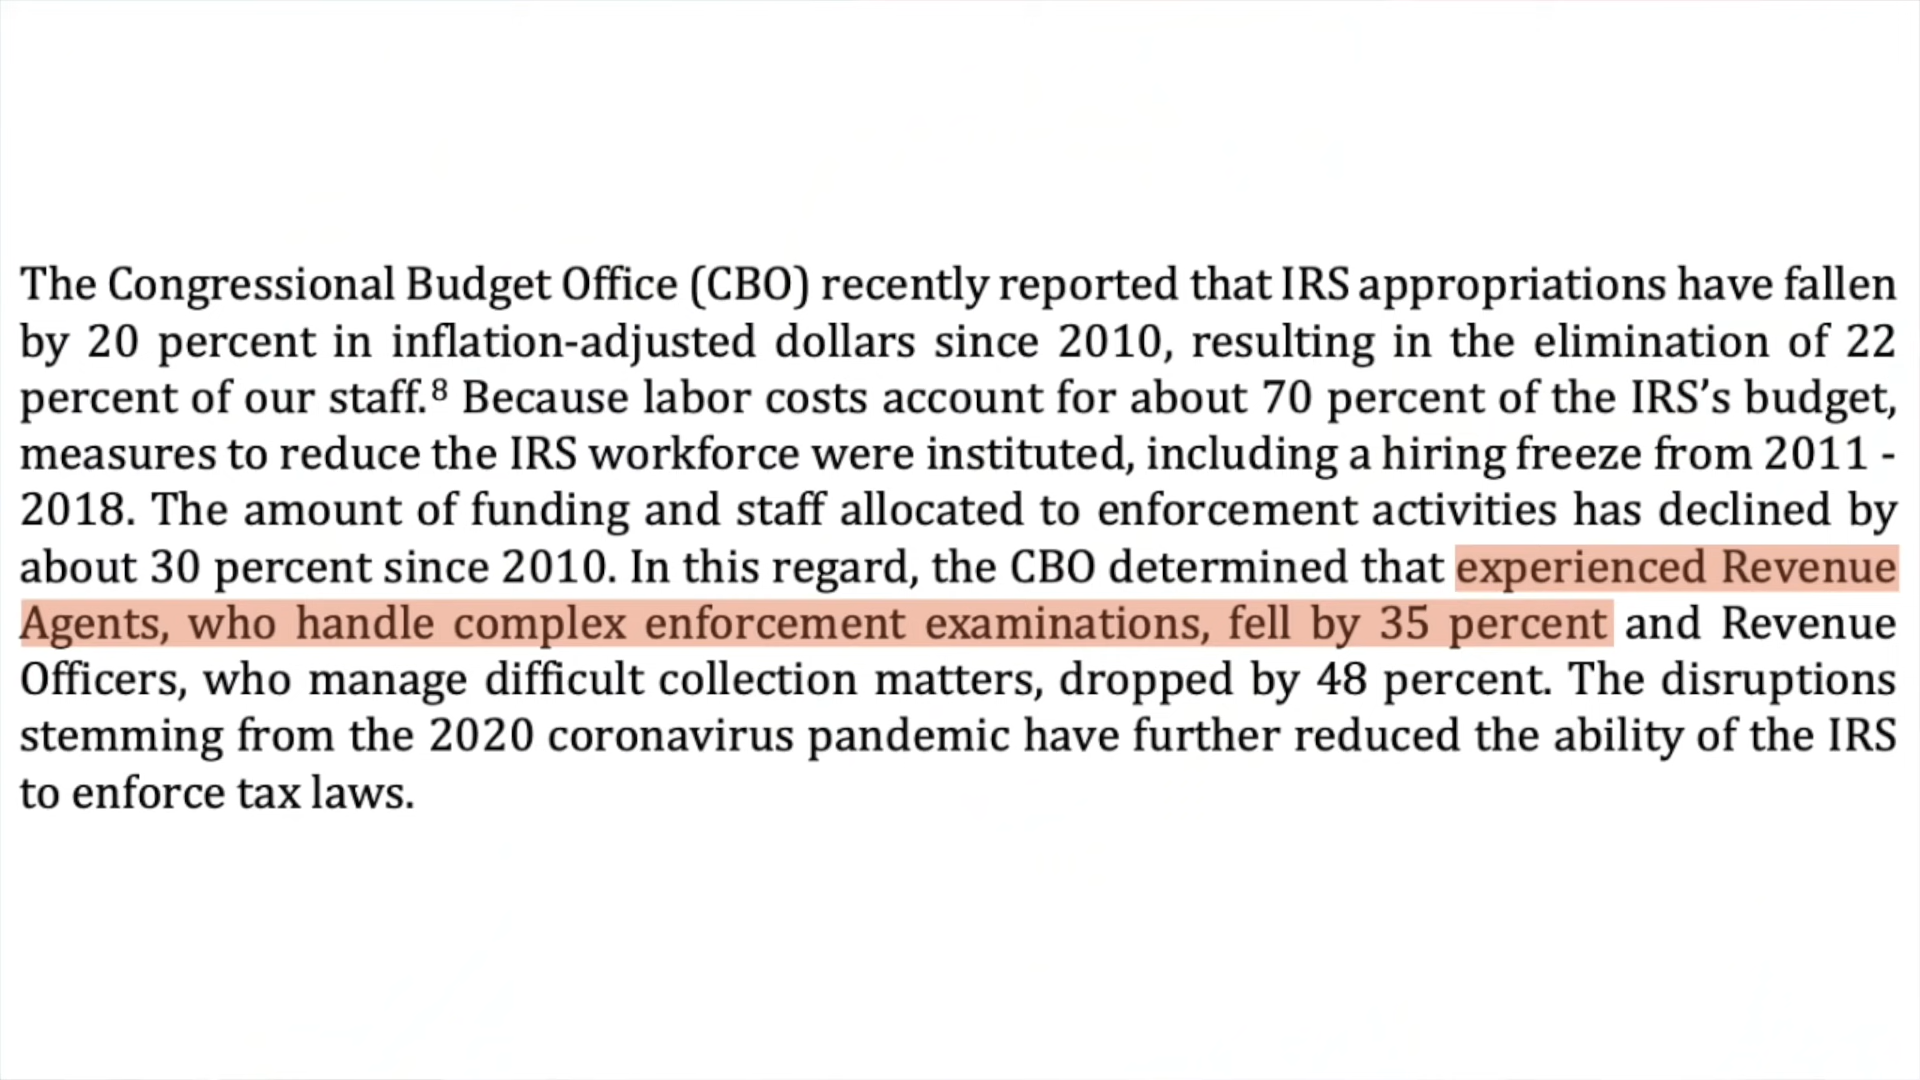 The Congressional Budget Office (CBO) recently reported that IRS appropriations have fallen
by 20 percent in inflation-adjusted dollars since 2010, resulting in the elimination of 22
percent of our staff.⁸ Because labor costs account for about 70 percent of the IRS’s budget,
measures to reduce the IRS workforce were instituted, including a hiring freeze from 2011 -
2018. The amount of funding and staff allocated to enforcement activities has declined by
about 30 percent since 2010. In this regard, the CBO determined that experienced Revenue
Agents, who handle complex enforcement examinations, fell by 35 percent and Revenue
Officers, who manage difficult collection matters, dropped by 48 percent. The disruptions
stemming from the 2020 coronavirus pandemic have further reduced the ability of the IRS
to enforce tax laws.